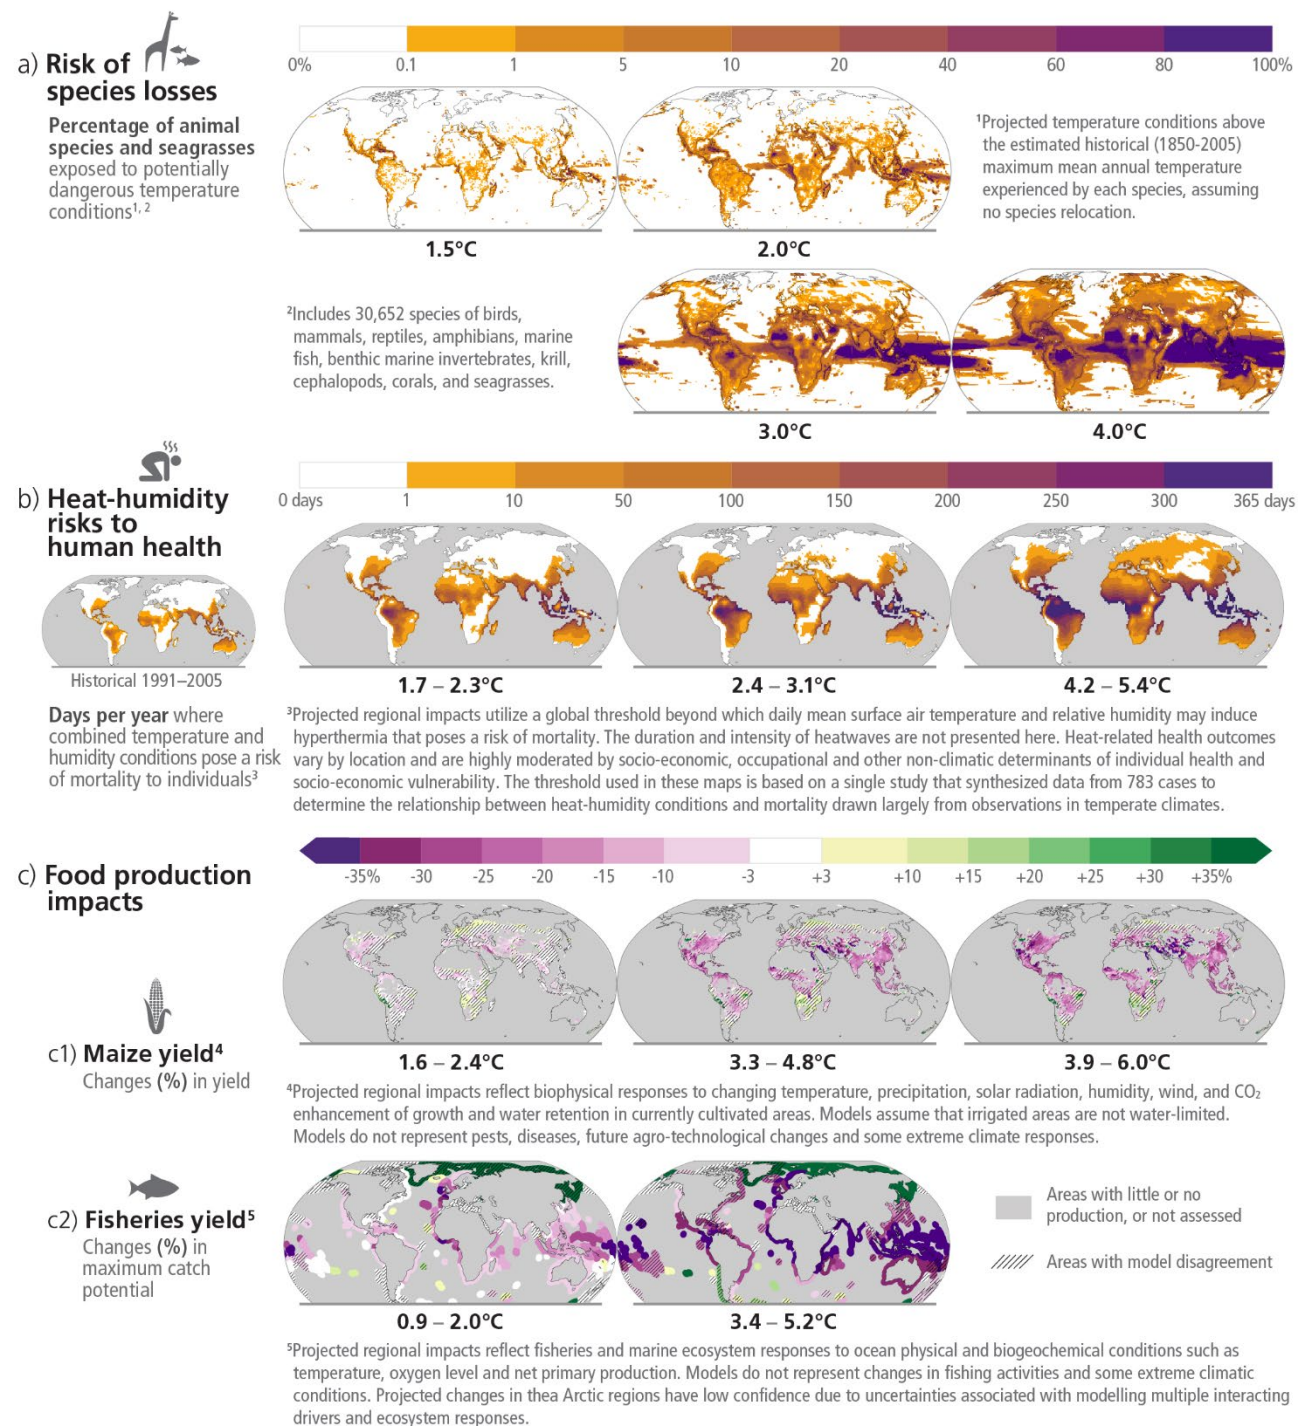 a) Risk of
species losses
Percentage of animal
species and seagrasses
exposed to potentially
dangerous temperature
conditions¹,²
0% 0.1 1 5 10 20 40 60 80 100%
1.5°C 2.0°C
¹Projected temperature conditions above
the estimated historical (1850-2005)
maximum mean annual temperature
experienced by each species, assuming
no species relocation.
²Includes 30,652 species of birds,
mammals, reptiles, amphibians, marine
fish, benthic marine invertebrates, krill,
cephalopods, corals, and seagrasses.
3.0°C 4.0°C
b) Heat-humidity
risks to
human health
0 days 1 10 50 100 150 200 250 300 365 days
Historical 1991–2005
1.7 – 2.3°C 2.4 – 3.1°C 4.2 – 5.4°C
Days per year where
combined temperature and
humidity conditions pose a risk
of mortality to individuals³
³Projected regional impacts utilize a global threshold beyond which daily mean surface air temperature and relative humidity may induce
hyperthermia that poses a risk of mortality. The duration and intensity of heatwaves are not presented here. Heat-related health outcomes
vary by location and are highly moderated by socio-economic, occupational and other non-climatic determinants of individual health and
socio-economic vulnerability. The threshold used in these maps is based on a single study that synthesized data from 783 cases to
determine the relationship between heat-humidity conditions and mortality drawn largely from observations in temperate climates.
c) Food production
impacts
-35% -30 -25 -20 -15 -10 -3 +3 +10 +15 +20 +25 +30 +35%
c1) Maize yield⁴
Changes (%) in yield
1.6 – 2.4°C 3.3 – 4.8°C 3.9 – 6.0°C
⁴Projected regional impacts reflect biophysical responses to changing temperature, precipitation, solar radiation, humidity, wind, and CO₂
enhancement of growth and water retention in currently cultivated areas. Models assume that irrigated areas are not water-limited.
Models do not represent pests, diseases, future agro-technological changes and some extreme climate responses.
c2) Fisheries yield⁵
Changes (%) in
maximum catch
potential
0.9 – 2.0°C 3.4 – 5.2°C
Areas with little or no
production, or not assessed
Areas with model disagreement
⁵Projected regional impacts reflect fisheries and marine ecosystem responses to ocean physical and biogeochemical conditions such as
temperature, oxygen level and net primary production. Models do not represent changes in fishing activities and some extreme climatic
conditions. Projected changes in thea Arctic regions have low confidence due to uncertainties associated with modelling multiple interacting
drivers and ecosystem responses.